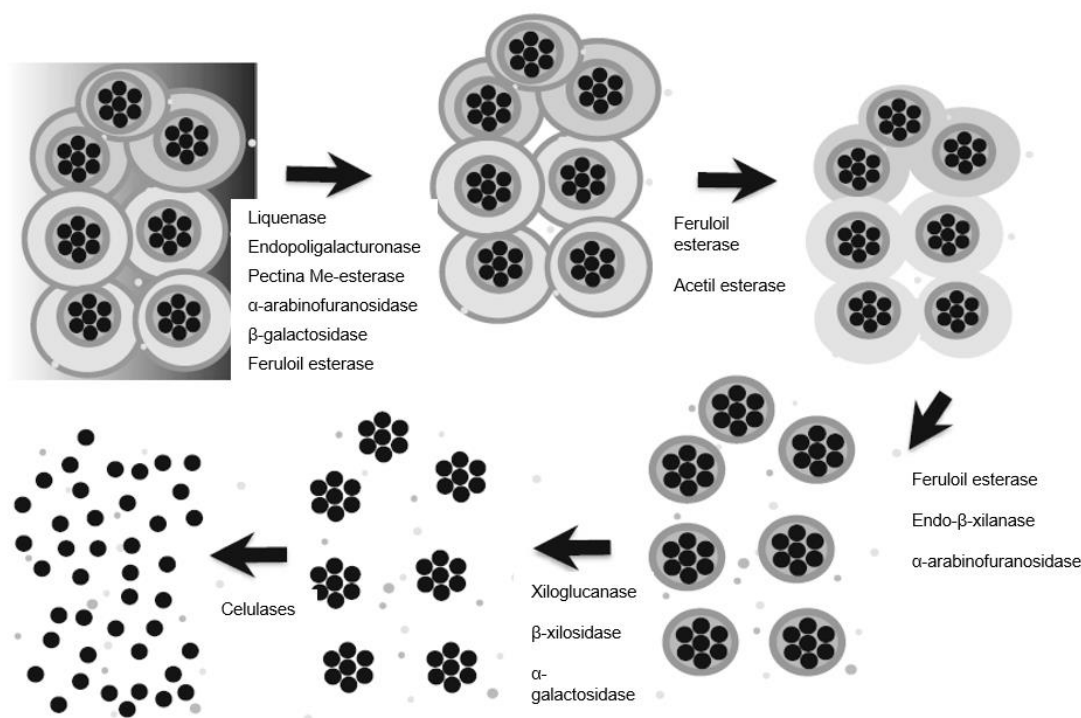 Liquenase
Endopoligalacturonase
Pectina Me-esterase
α-arabinofuranosidase
β-galactosidase
Feruloil esterase
Feruloil
esterase
Acetil esterase
Feruloil esterase
Endo-β-xilanase
α-arabinofuranosidase
Xiloglucanase
β-xilosidase
α-
galactosidase
Celulases